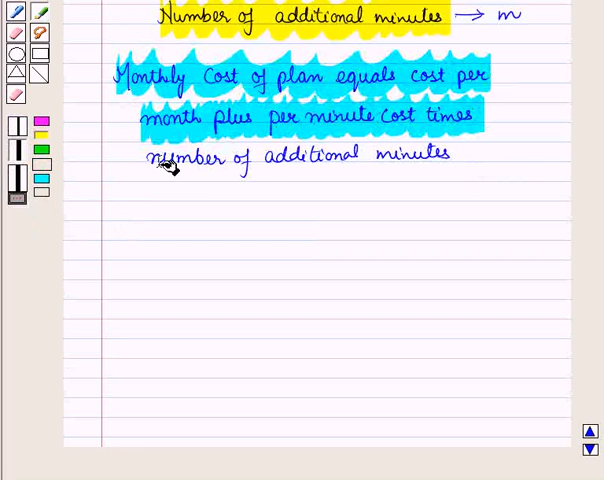 Number of additional minutes → m
Monthly Cost of plan equals cost per
month plus per minute cost times
number of additional minutes